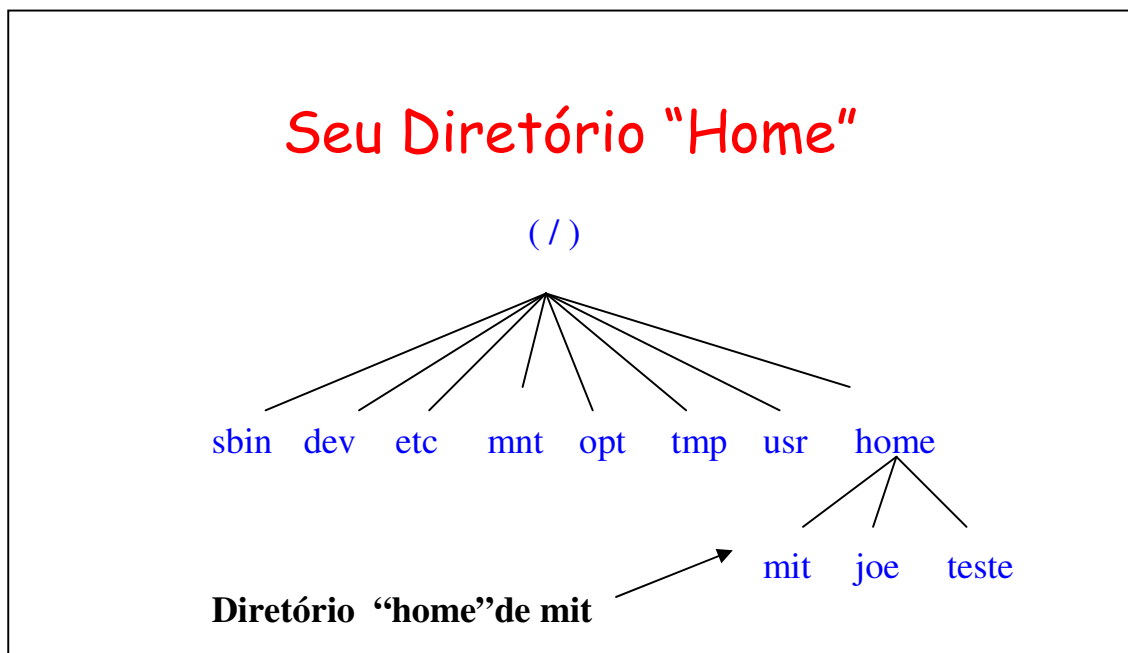 Seu Diretório “Home”
( / )
sbin dev etc mnt opt tmp usr home
mit joe teste
Diretório “home”de mit